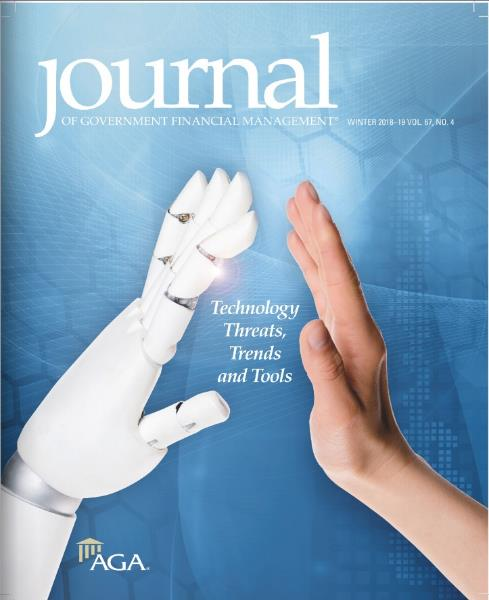 journal
OF GOVERNMENT FINANCIAL MANAGEMENT® WINTER 2018–19 VOL. 67, NO. 4
Technology
Threats,
Trends
and Tools
AGA®